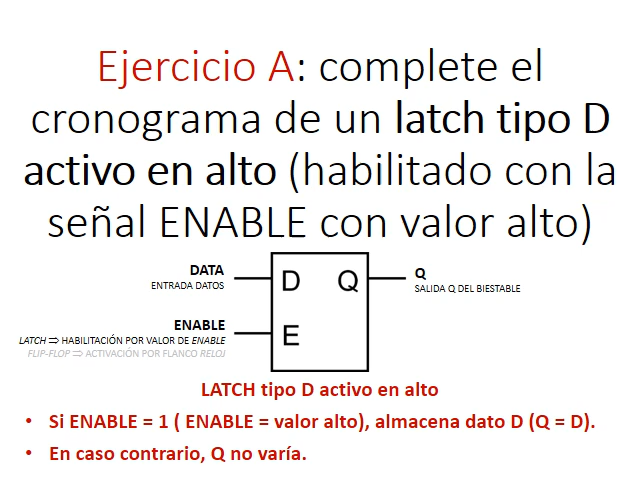 Ejercicio A: complete el
cronograma de un latch tipo D
activo en alto (habilitado con la
señal ENABLE con valor alto)
DATA
ENTRADA DATOS
D
Q
Q
SALIDA Q DEL BIESTABLE
ENABLE
LATCH ⇒ HABILITACIÓN POR VALOR DE ENABLE
FLIP-FLOP ⇒ ACTIVACIÓN POR FLANCO RELOJ
E
LATCH tipo D activo en alto
• Si ENABLE = 1 ( ENABLE = valor alto), almacena dato D (Q = D).
• En caso contrario, Q no varía.